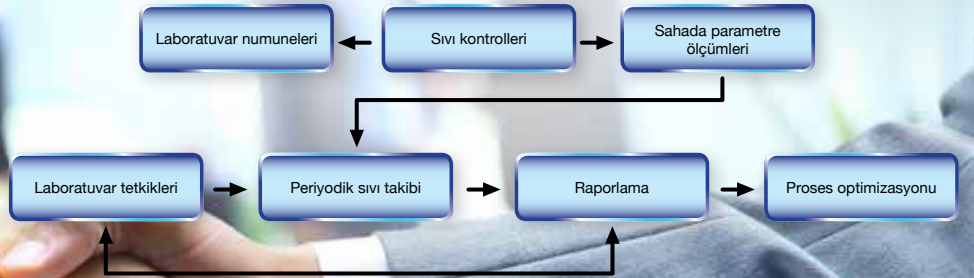 Laboratuvar numuneleri
Sıvı kontrolleri
Sahada parametre
ölçümleri
Laboratuvar tetkikleri
Periyodik sıvı takibi
Raporlama
Proses optimizasyonu